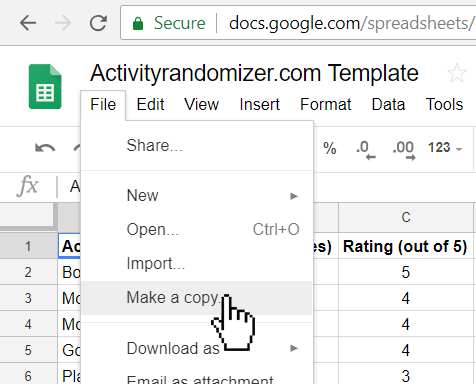 Secure https://docs.google.com/spreadsheets/
Activityrandomizer.com Template
File Edit View Insert Format Data Tools
Share...
% .0 .00 123
fx A
New
C
Open... Ctrl+O
1 Ac es) Rating (out of 5)
Import...
2 Bo 5
3 Mo 4
Make a copy
4 Mo 4
5 Go 4
Download as
6 Pla 3
Email as attachment